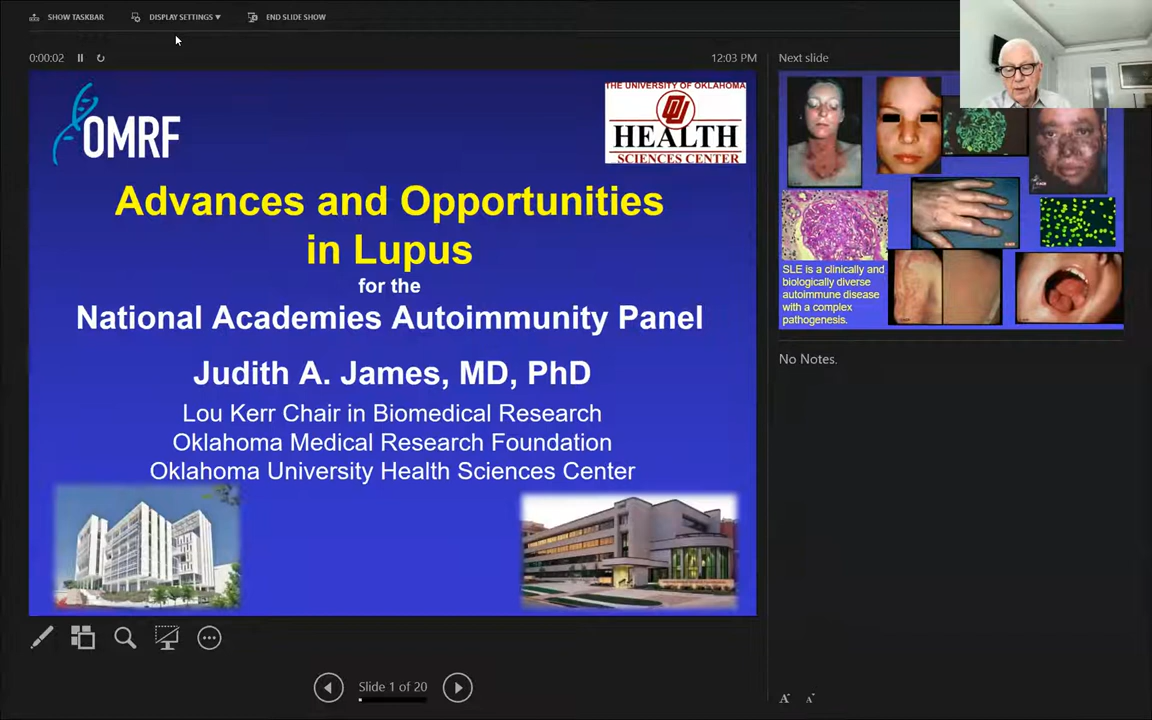 SHOW TASKBAR
DISPLAY SETTINGS ▼
END SLIDE SHOW
0:00:02
12:03 PM
Next slide
OMRF
THE UNIVERSITY OF OKLAHOMA
HEALTH
SCIENCES CENTER
Advances and Opportunities
in Lupus
for the
National Academies Autoimmunity Panel
Judith A. James, MD, PhD
Lou Kerr Chair in Biomedical Research
Oklahoma Medical Research Foundation
Oklahoma University Health Sciences Center
SLE is a clinically and
biologically diverse
autoimmune disease
with a complex
pathogenesis.
No Notes.
Slide 1 of 20
A
A